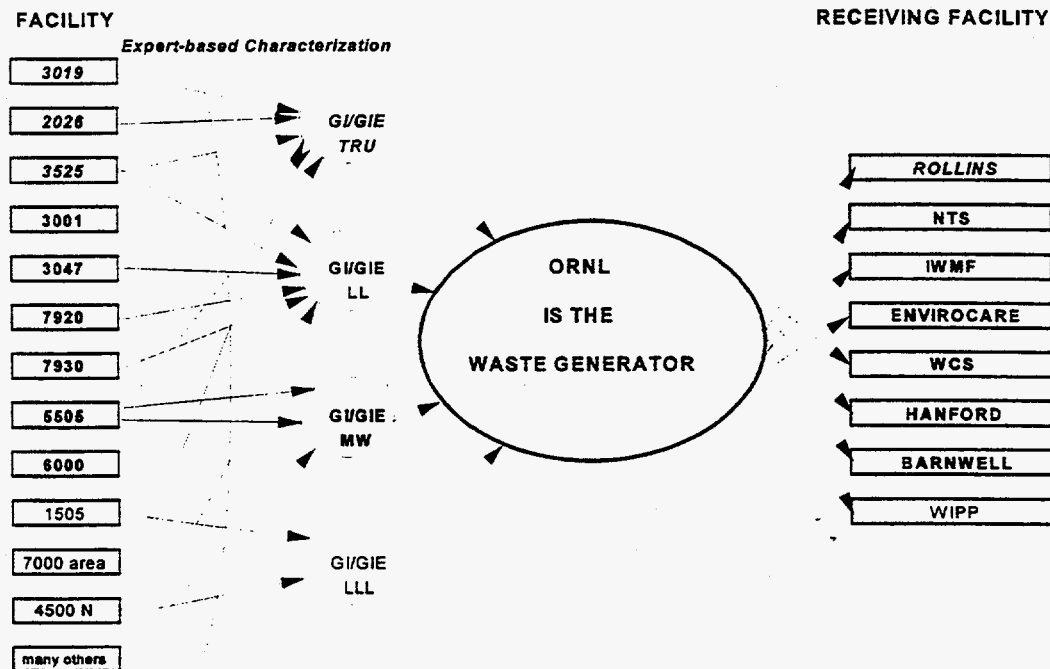 FACILITY
RECEIVING FACILITY
Expert-based Characterization
3019
2026
3525
3001
3047
7920
7930
5505
6000
1505
7000 area
4500 N
many others
GI/GIE
TRU
GI/GIE
LL
GI/GIE
MW
GI/GIE
LLL
ORNL
IS THE
WASTE GENERATOR
ROLLINS
NTS
IWMF
ENVIROCARE
WCS
HANFORD
BARNWELL
WIPP